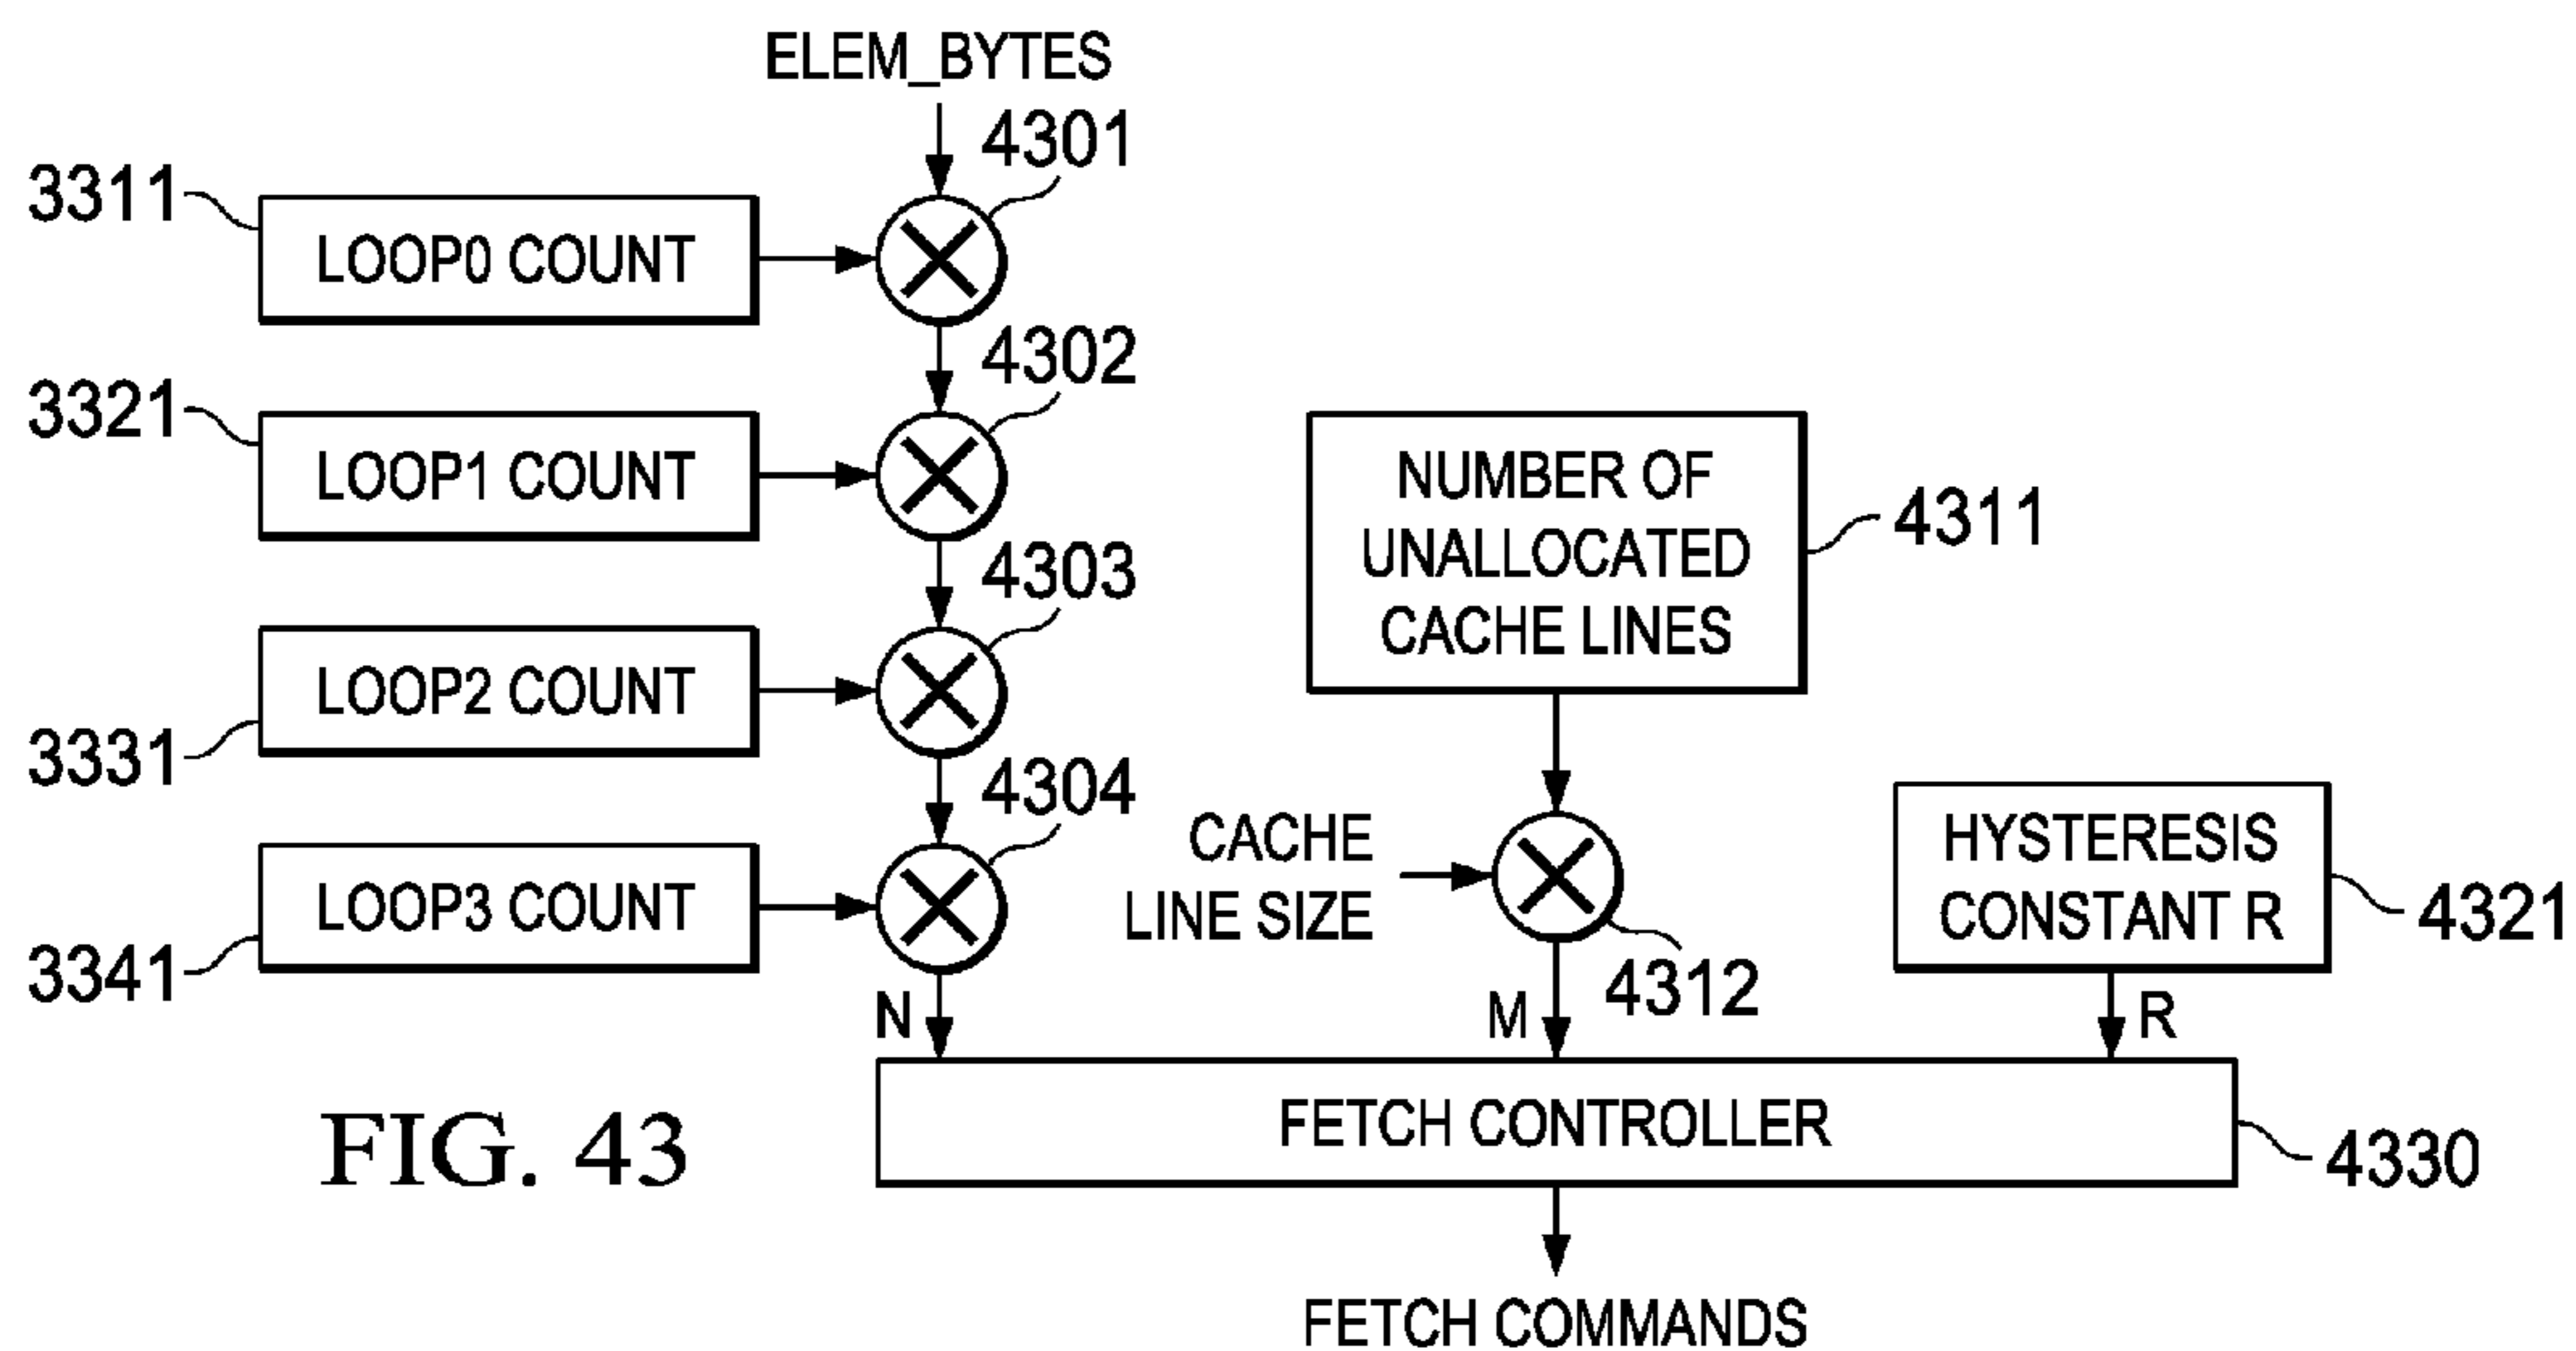 ELEM_BYTES
4301
3311
LOOP0 COUNT
4302
3321
LOOP1 COUNT
4303
LOOP2 COUNT
3331
4304
LOOP3 COUNT
3341
NUMBER OF
UNALLOCATED
CACHE LINES
4311
CACHE
LINE SIZE
4312
HYSTERESIS
CONSTANT R
4321
N
M
R
FETCH CONTROLLER
4330
FETCH COMMANDS
FIG. 43